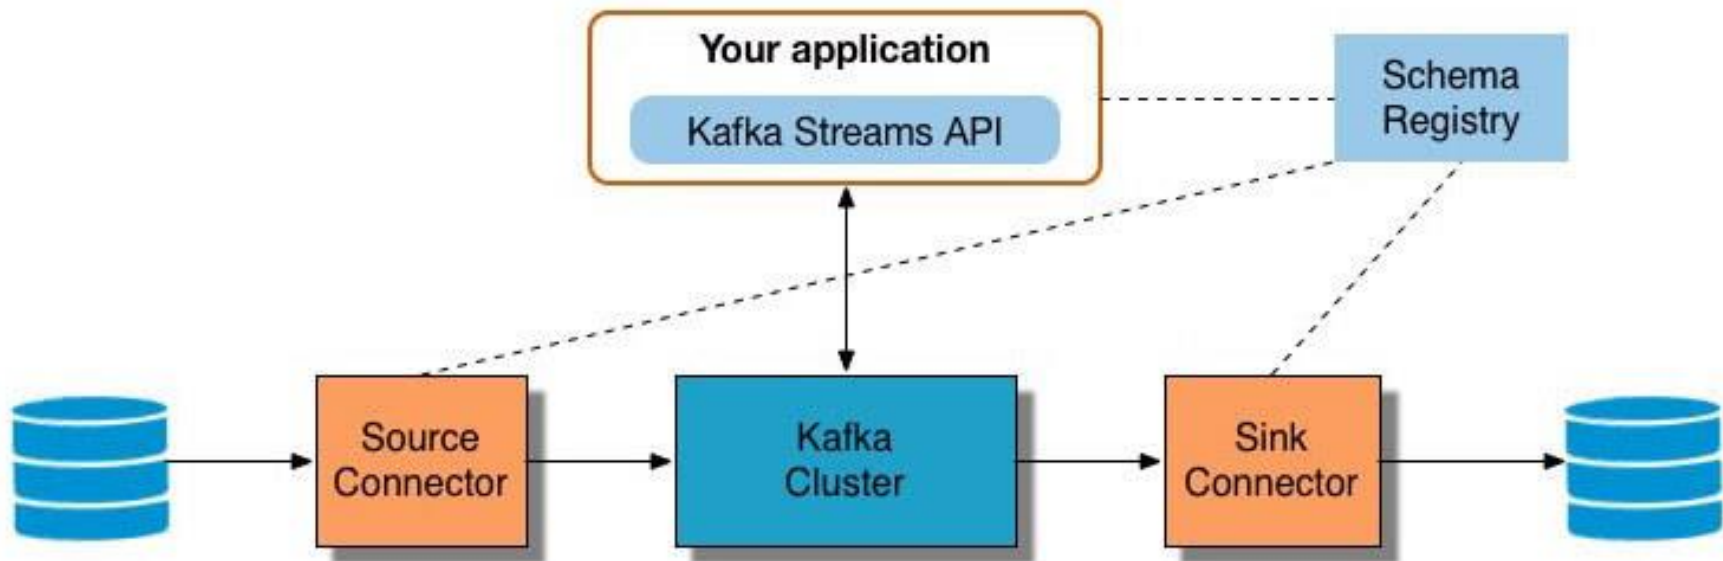 Your application
Kafka Streams API
Schema
Registry
Source
Connector
Kafka
Cluster
Sink
Connector